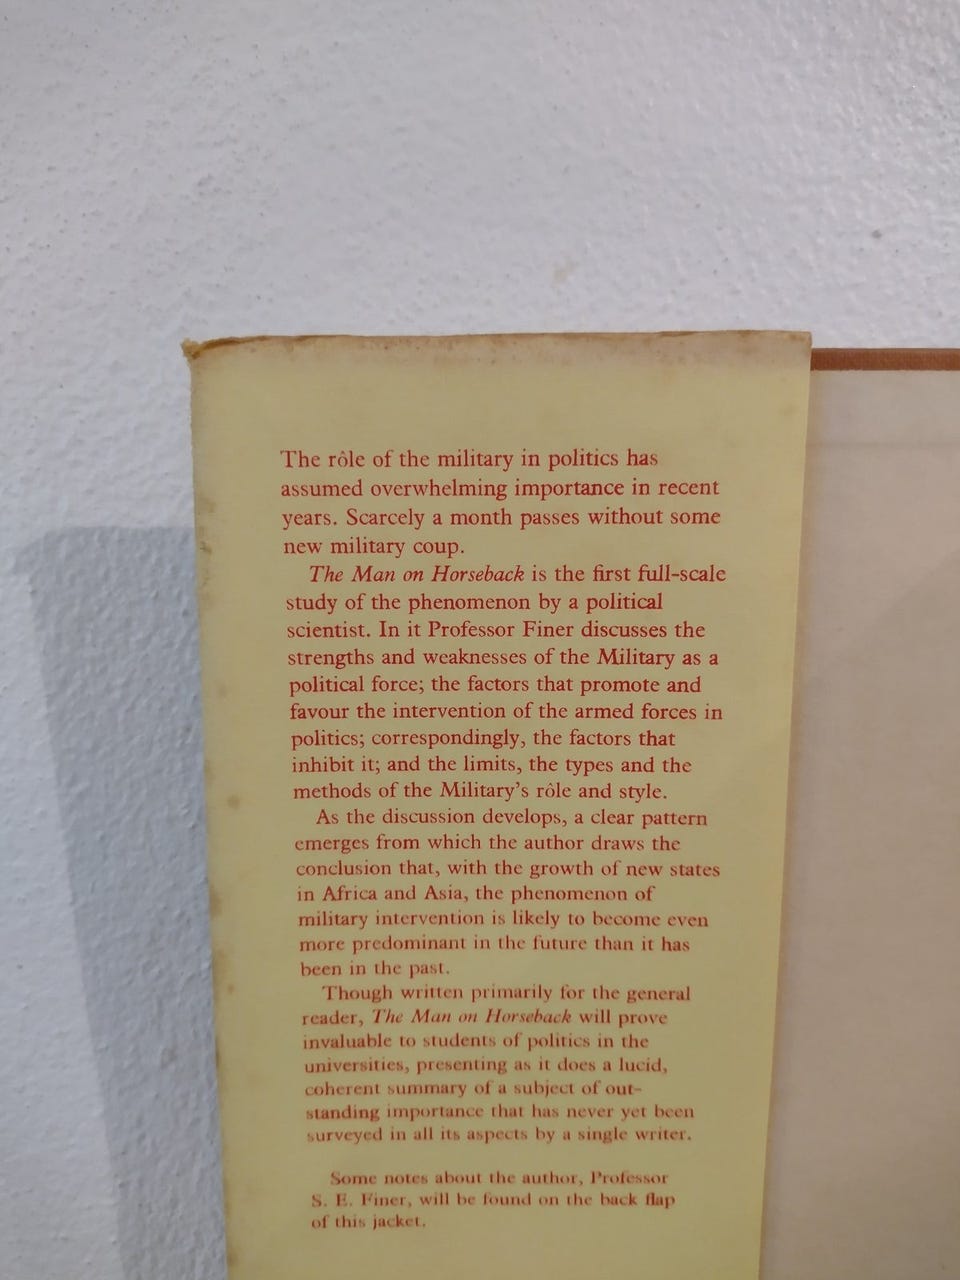 The rôle of the military in politics has
assumed overwhelming importance in recent
years. Scarcely a month passes without some
new military coup.
The Man on Horseback is the first full-scale
study of the phenomenon by a political
scientist. In it Professor Finer discusses the
strengths and weaknesses of the Military as a
political force; the factors that promote and
favour the intervention of the armed forces in
politics; correspondingly, the factors that
inhibit it; and the limits, the types and the
methods of the Military's rôle and style.
As the discussion develops, a clear pattern
emerges from which the author draws the
conclusion that, with the growth of new states
in Africa and Asia, the phenomenon of
military intervention is likely to become even
more predominant in the future than it has
been in the past.
Though written primarily for the general
reader, The Man on Horseback will prove
invaluable to students of politics in the
universities, presenting as it does a lucid,
coherent summary of a subject of out-
standing importance that has never yet been
surveyed in all its aspects by a single writer.
Some notes about the author, Professor
S. E. Finer, will be found on the back flap
of this jacket.